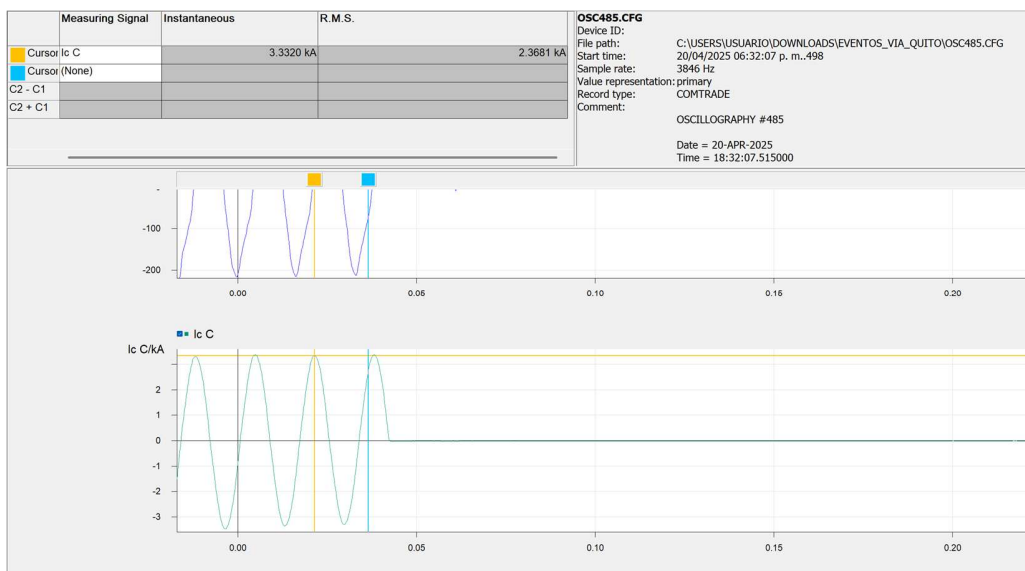 Measuring Signal Instantaneous R.M.S.
Cursor Ic C 3.3320 kA 2.3681 kA
Cursor (None)
C2 - C1
C2 + C1
OSC485.CFG
Device ID:
File path: C:\USERS\USUARIO\DOWNLOADS\EVENTOS_VIA_QUITO\OSC485.CFG
Start time: 20/04/2025 06:32:07 p. m..498
Sample rate: 3846 Hz
Value representation: primary
Record type: COMTRADE
Comment:
OSCILLOGRAPHY #485
Date = 20-APR-2025
Time = 18:32:07.515000
-100
-200
0.00 0.05 0.10 0.15 0.20
Ic C
Ic C/kA
2
1
0
-1
-2
-3
0.00 0.05 0.10 0.15 0.20